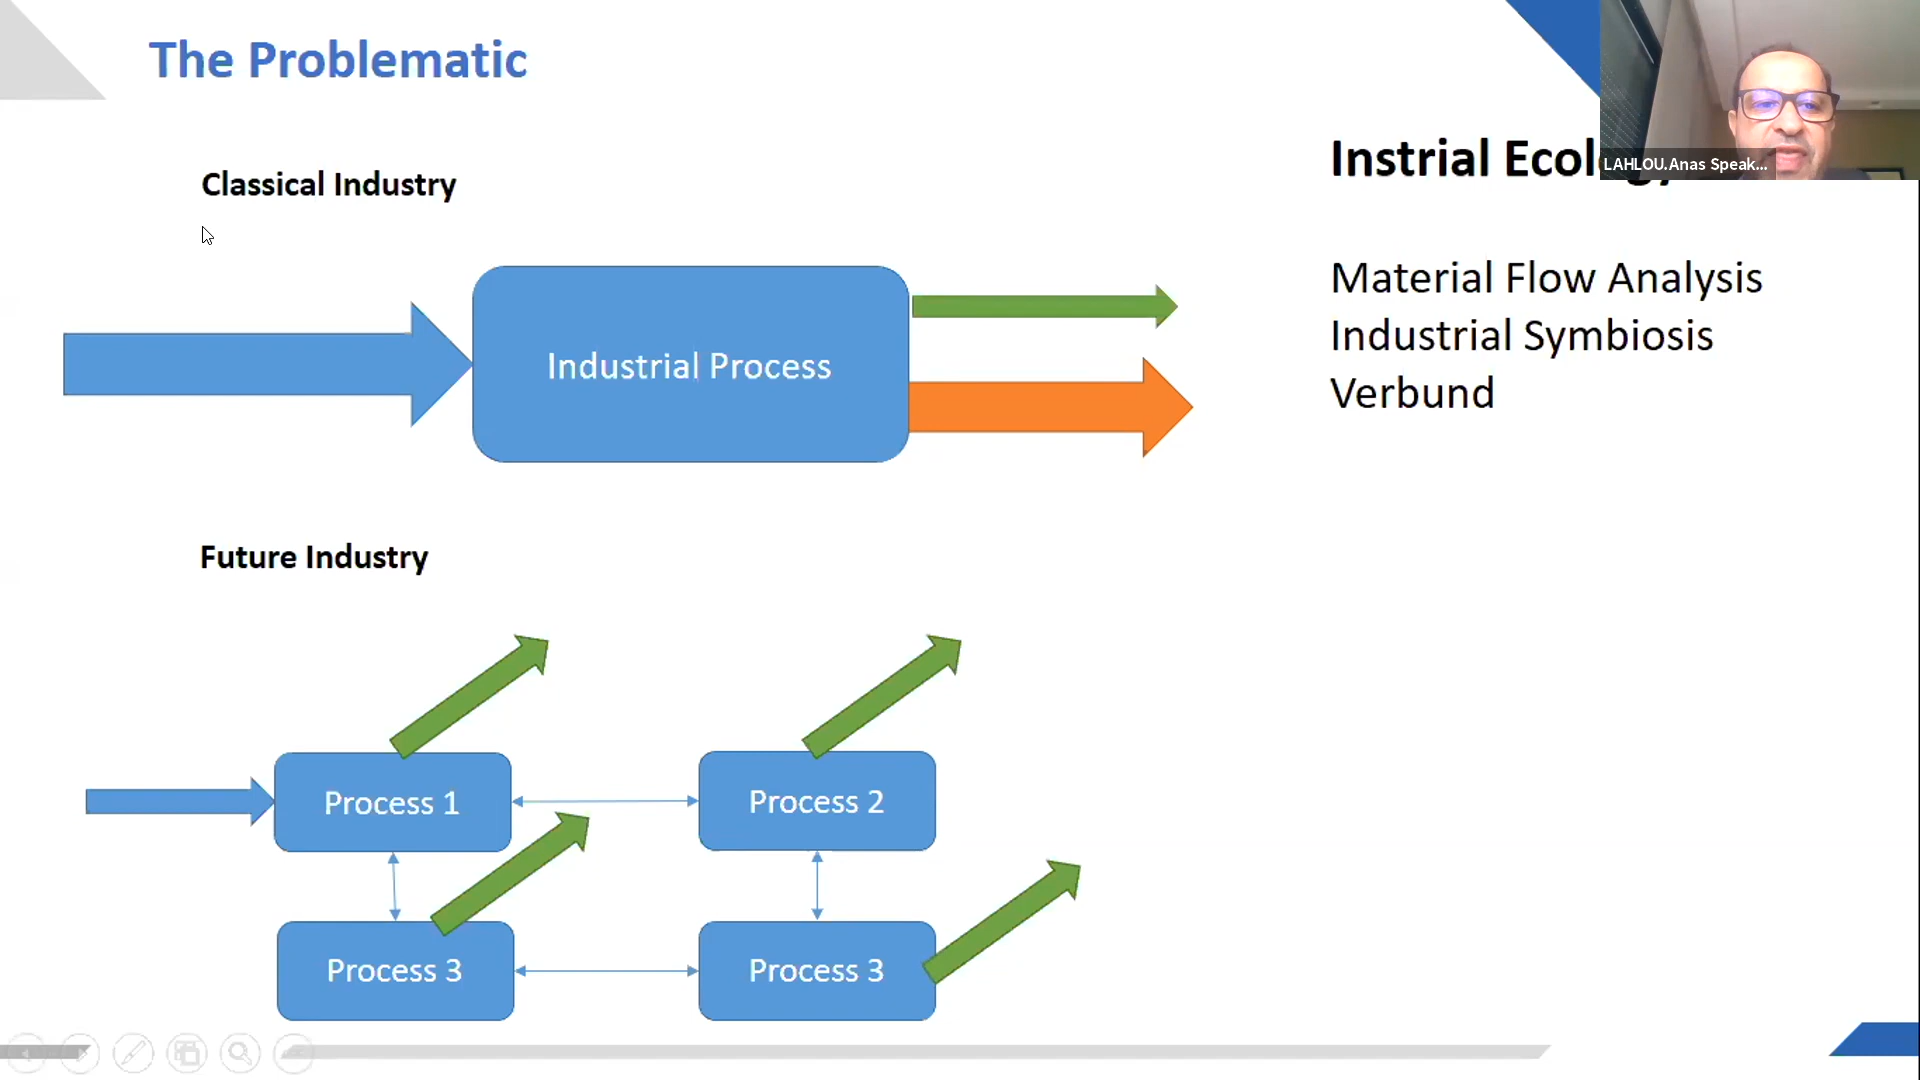 The Problematic
Classical Industry
Industrial Process
Future Industry
Process 1
Process 2
Process 3
Process 3
Instrial
Material Flow Analysis
Industrial Symbiosis
Verbund
LAHLOU.Anas Speak...